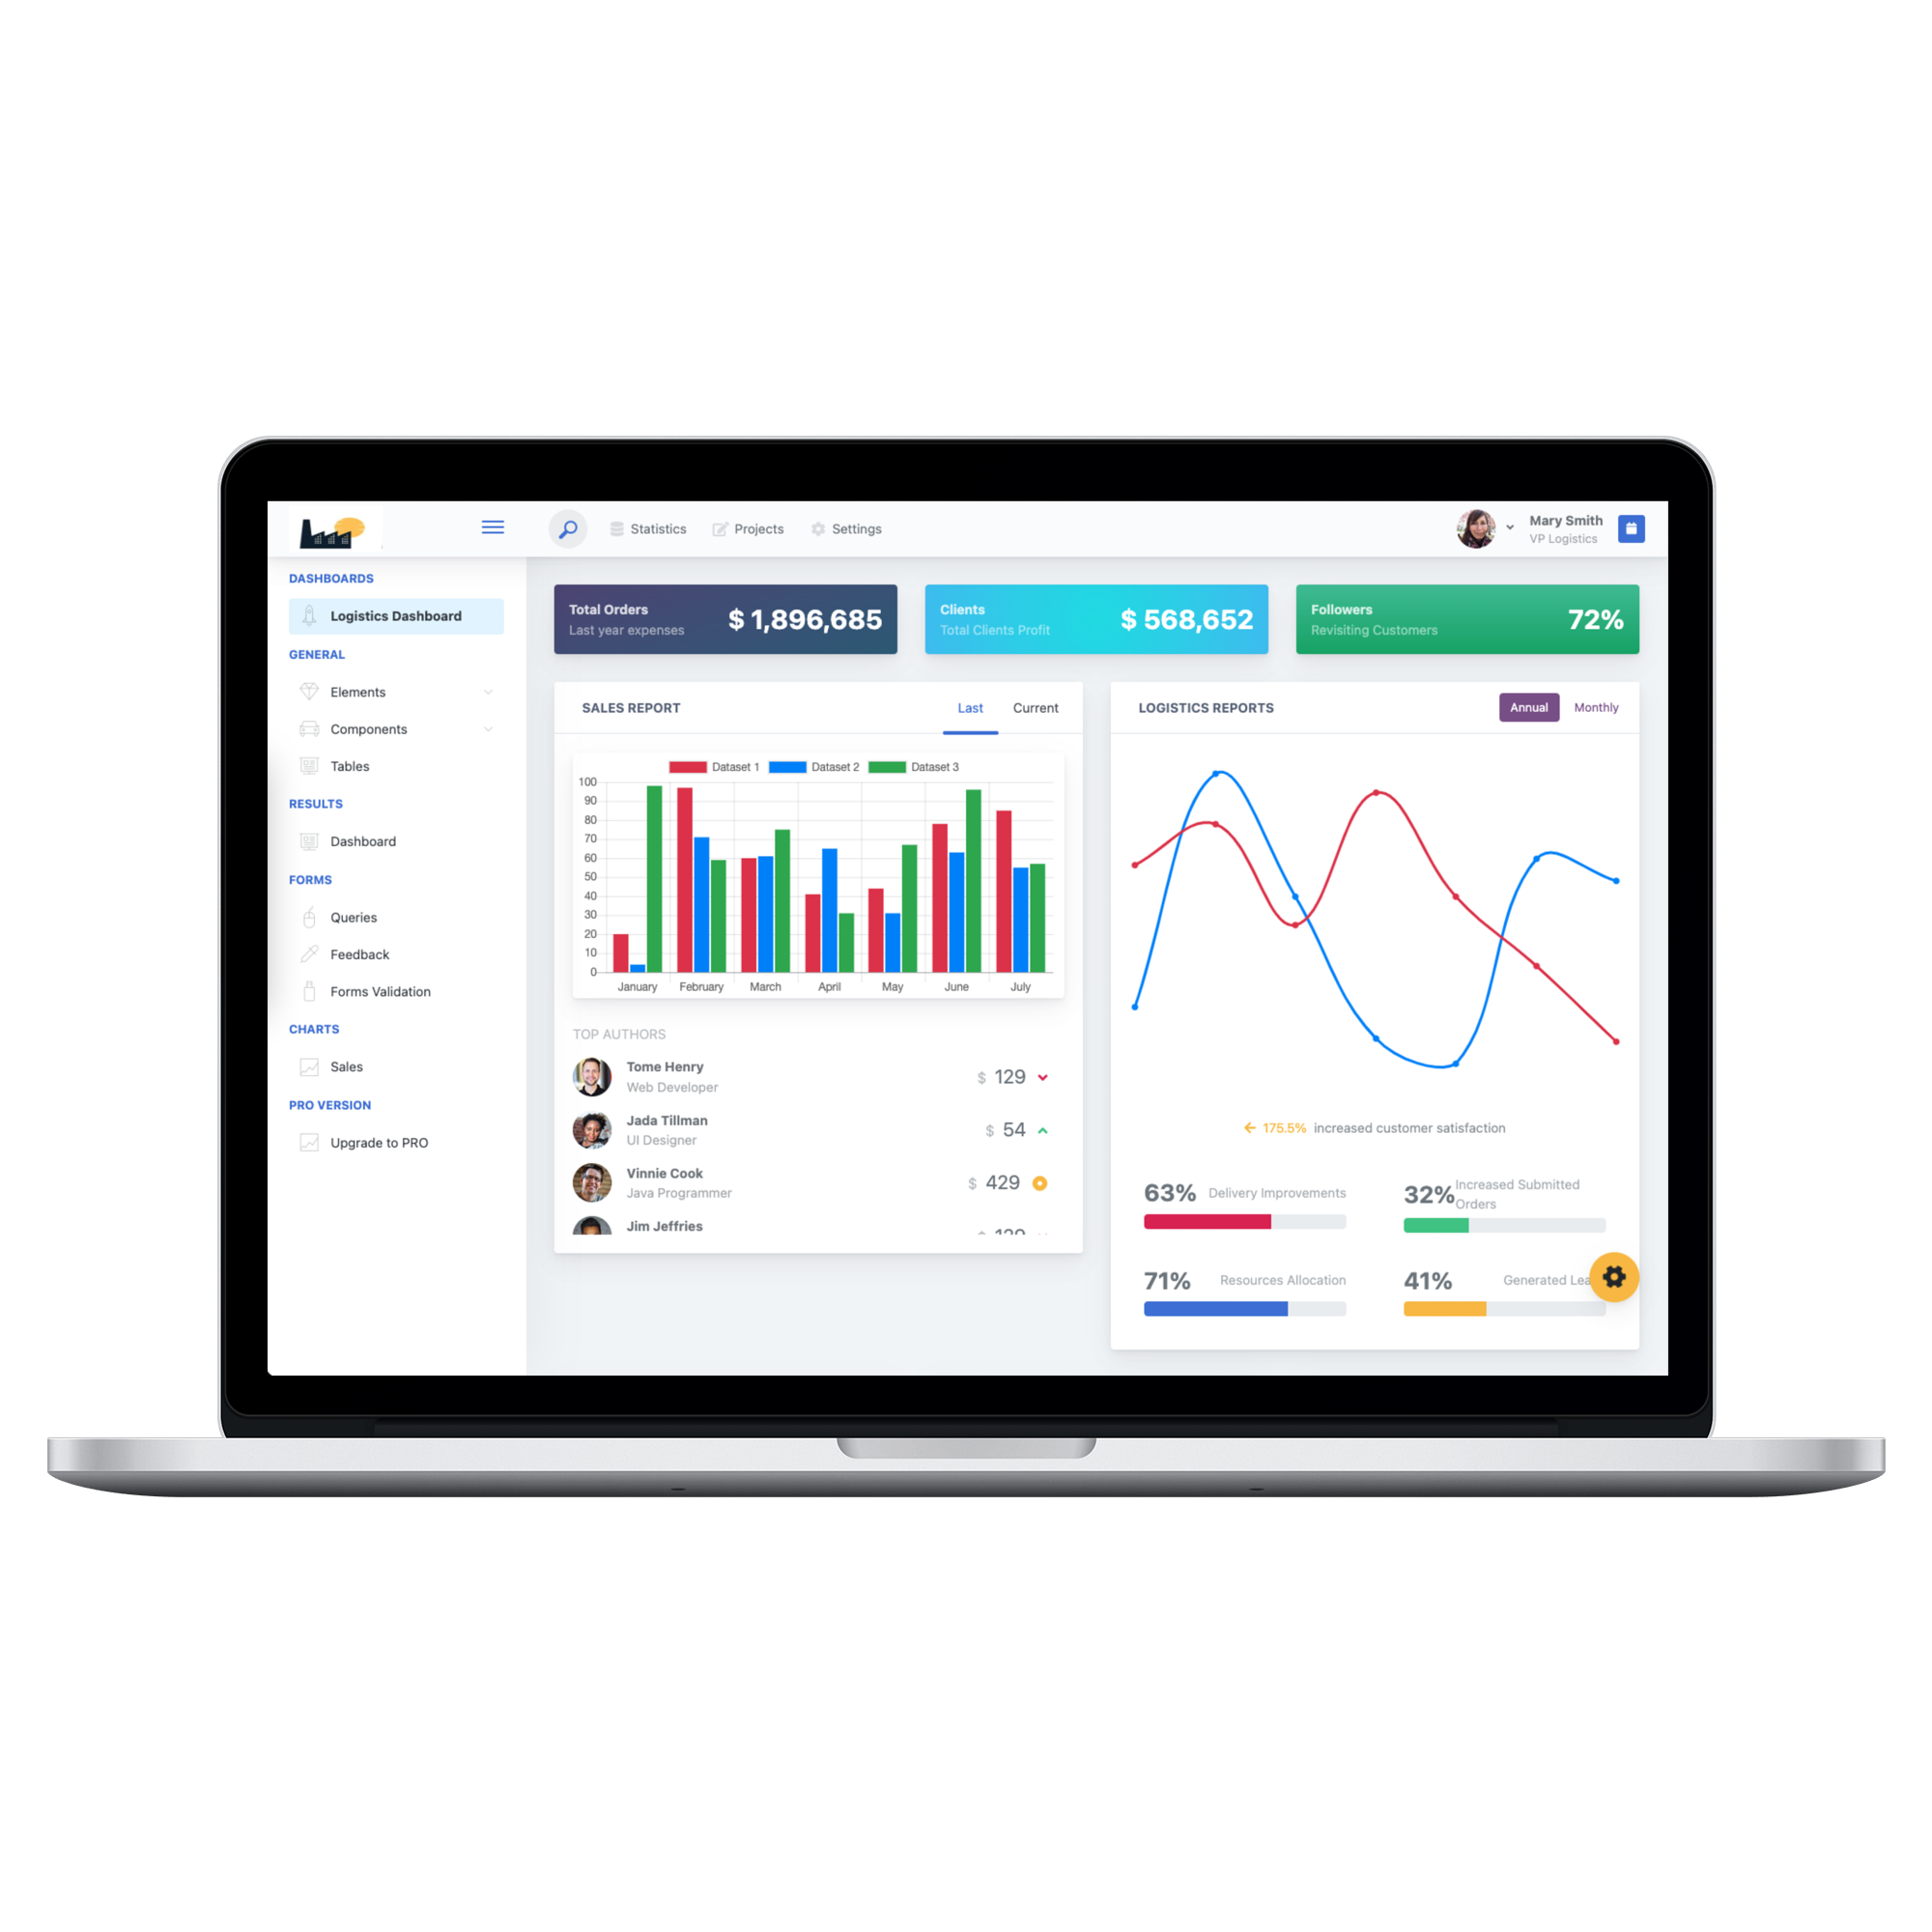 Statistics
Projects
Settings
Mary Smith
VP Logistics
DASHBOARDS
Logistics Dashboard
GENERAL
Elements
Components
Tables
RESULTS
Dashboard
FORMS
Queries
Feedback
Forms Validation
CHARTS
Sales
PRO VERSION
Upgrade to PRO
Total Orders
Last year expenses
$ 1,896,685
Clients
Total Clients Profit
$ 568,652
Followers
Revisiting Customers
72%
SALES REPORT
Last
Current
Dataset 1
Dataset 2
Dataset 3
100
90
80
70
60
50
40
30
20
10
0
January
February
March
April
May
June
July
TOP AUTHORS
Tome Henry
Web Developer
$ 129
Jada Tillman
UI Designer
$ 54
Vinnie Cook
Java Programmer
$ 429
Jim Jeffries
LOGISTICS REPORTS
Annual
Monthly
175.5% increased customer satisfaction
63% Delivery Improvements
32% Increased Submitted
Orders
71% Resources Allocation
41% Generated